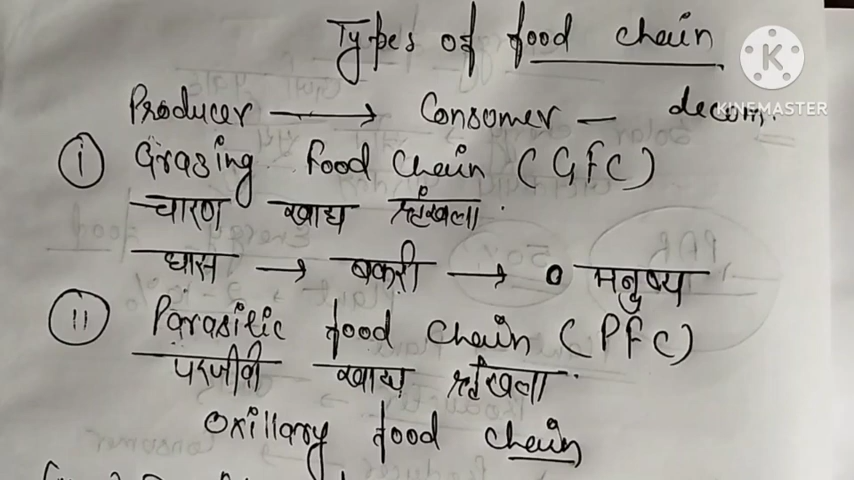 Types of food chain
Producer → Consumer — decom.
KINEMASTER
(i) Grasing food chain (GFC)
चारण खाद्य श्रृंखला
घास → बकरी → मनुष्य
(ii) Parasitic food chain (PFC)
परजीवी खाद्य श्रृंखला
Oxillary food chain